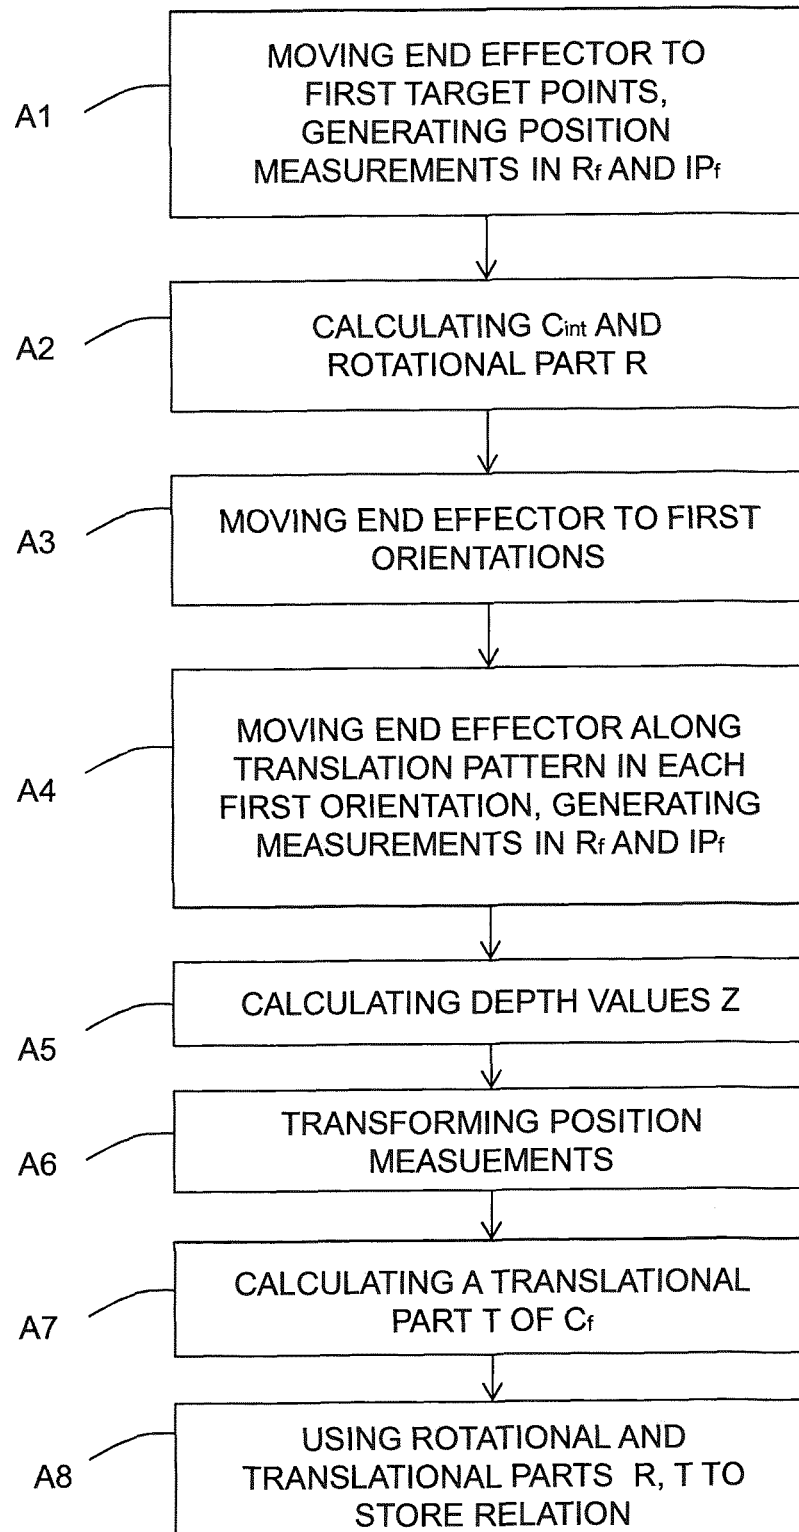 A1
MOVING END EFFECTOR TO
FIRST TARGET POINTS,
GENERATING POSITION
MEASUREMENTS IN Rf AND IPf
A2
CALCULATING Cint AND
ROTATIONAL PART R
A3
MOVING END EFFECTOR TO FIRST
ORIENTATIONS
A4
MOVING END EFFECTOR ALONG
TRANSLATION PATTERN IN EACH
FIRST ORIENTATION, GENERATING
MEASUREMENTS IN Rf AND IPf
A5
CALCULATING DEPTH VALUES Z
A6
TRANSFORMING POSITION
MEASUEMENTS
A7
CALCULATING A TRANSLATIONAL
PART T OF Cf
A8
USING ROTATIONAL AND
TRANSLATIONAL PARTS R, T TO
STORE RELATION